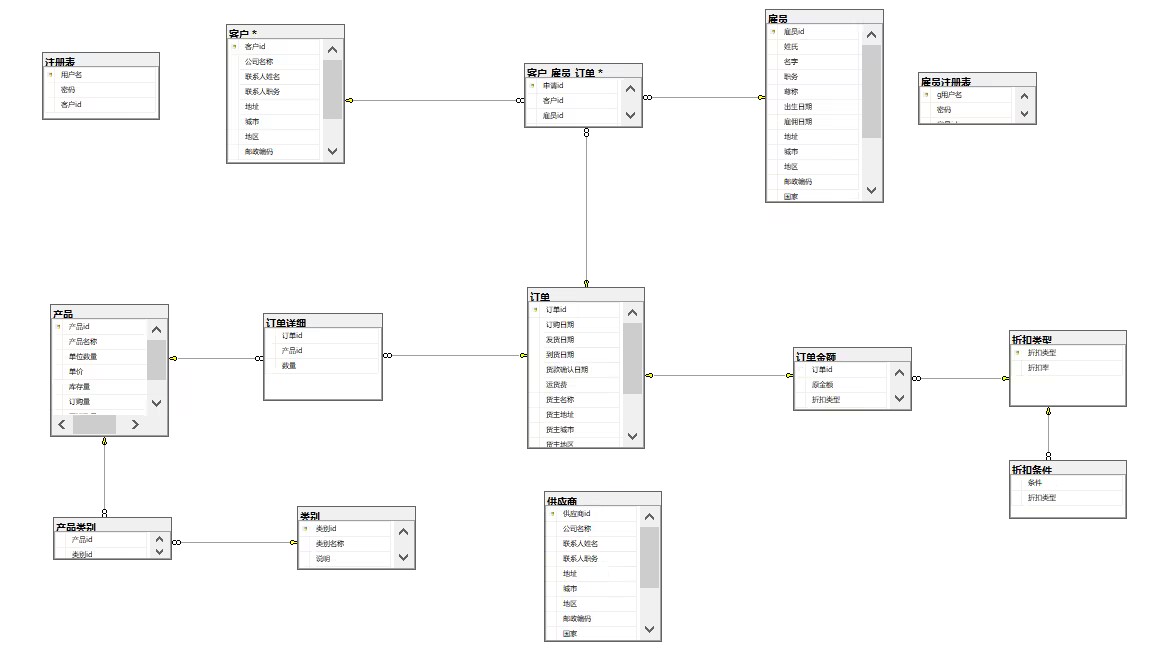 注册表
用户名
密码
客户id
客户 *
客户id
公司名称
联系人姓名
联系人职务
地址
城市
地区
邮政编码
客户_雇员_订单 *
申请id
客户id
雇员id
雇员
雇员id
姓氏
名字
职务
尊称
出生日期
雇佣日期
地址
城市
地区
邮政编码
国家
雇员注册表
g用户名
密码
产品
产品id
产品名称
单位数量
单价
库存量
订购量
订单详细
订单id
产品id
数量
订单
订单id
订购日期
发货日期
到货日期
货款确认日期
运货费
货主名称
货主地址
货主城市
货主地区
订单金额
订单id
原金额
折扣类型
折扣类型
折扣类型
折扣率
折扣条件
条件
折扣类型
产品类别
产品id
类别id
类别
类别id
类别名称
说明
供应商
供应商id
公司名称
联系人姓名
联系人职务
地址
城市
地区
邮政编码
国家